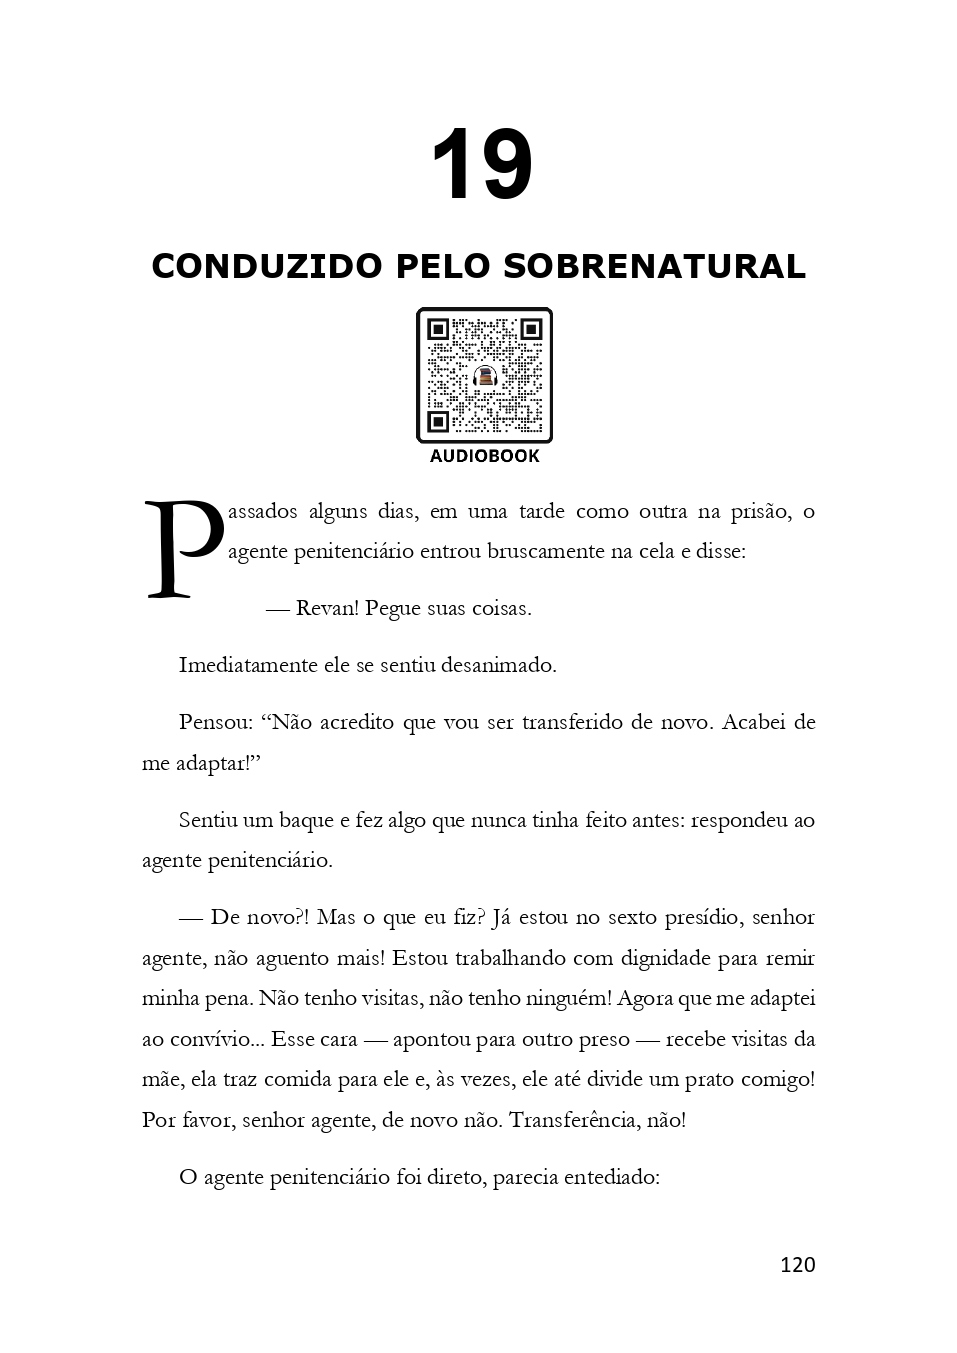 19
CONDUZIDO PELO SOBRENATURAL
AUDIOBOOK
Passados alguns dias, em uma tarde como outra na prisão, o
agente penitenciário entrou bruscamente na cela e disse:
— Revan! Pegue suas coisas.
Imediatamente ele se sentiu desanimado.
Pensou: “Não acredito que vou ser transferido de novo. Acabei de
me adaptar!”
Sentiu um baque e fez algo que nunca tinha feito antes: respondeu ao
agente penitenciário.
— De novo?! Mas o que eu fiz? Já estou no sexto presídio, senhor
agente, não aguento mais! Estou trabalhando com dignidade para remir
minha pena. Não tenho visitas, não tenho ninguém! Agora que me adaptei
ao convívio... Esse cara — apontou para outro preso — recebe visitas da
mãe, ela traz comida para ele e, às vezes, ele até divide um prato comigo!
Por favor, senhor agente, de novo não. Transferência, não!
O agente penitenciário foi direto, parecia entediado:
120